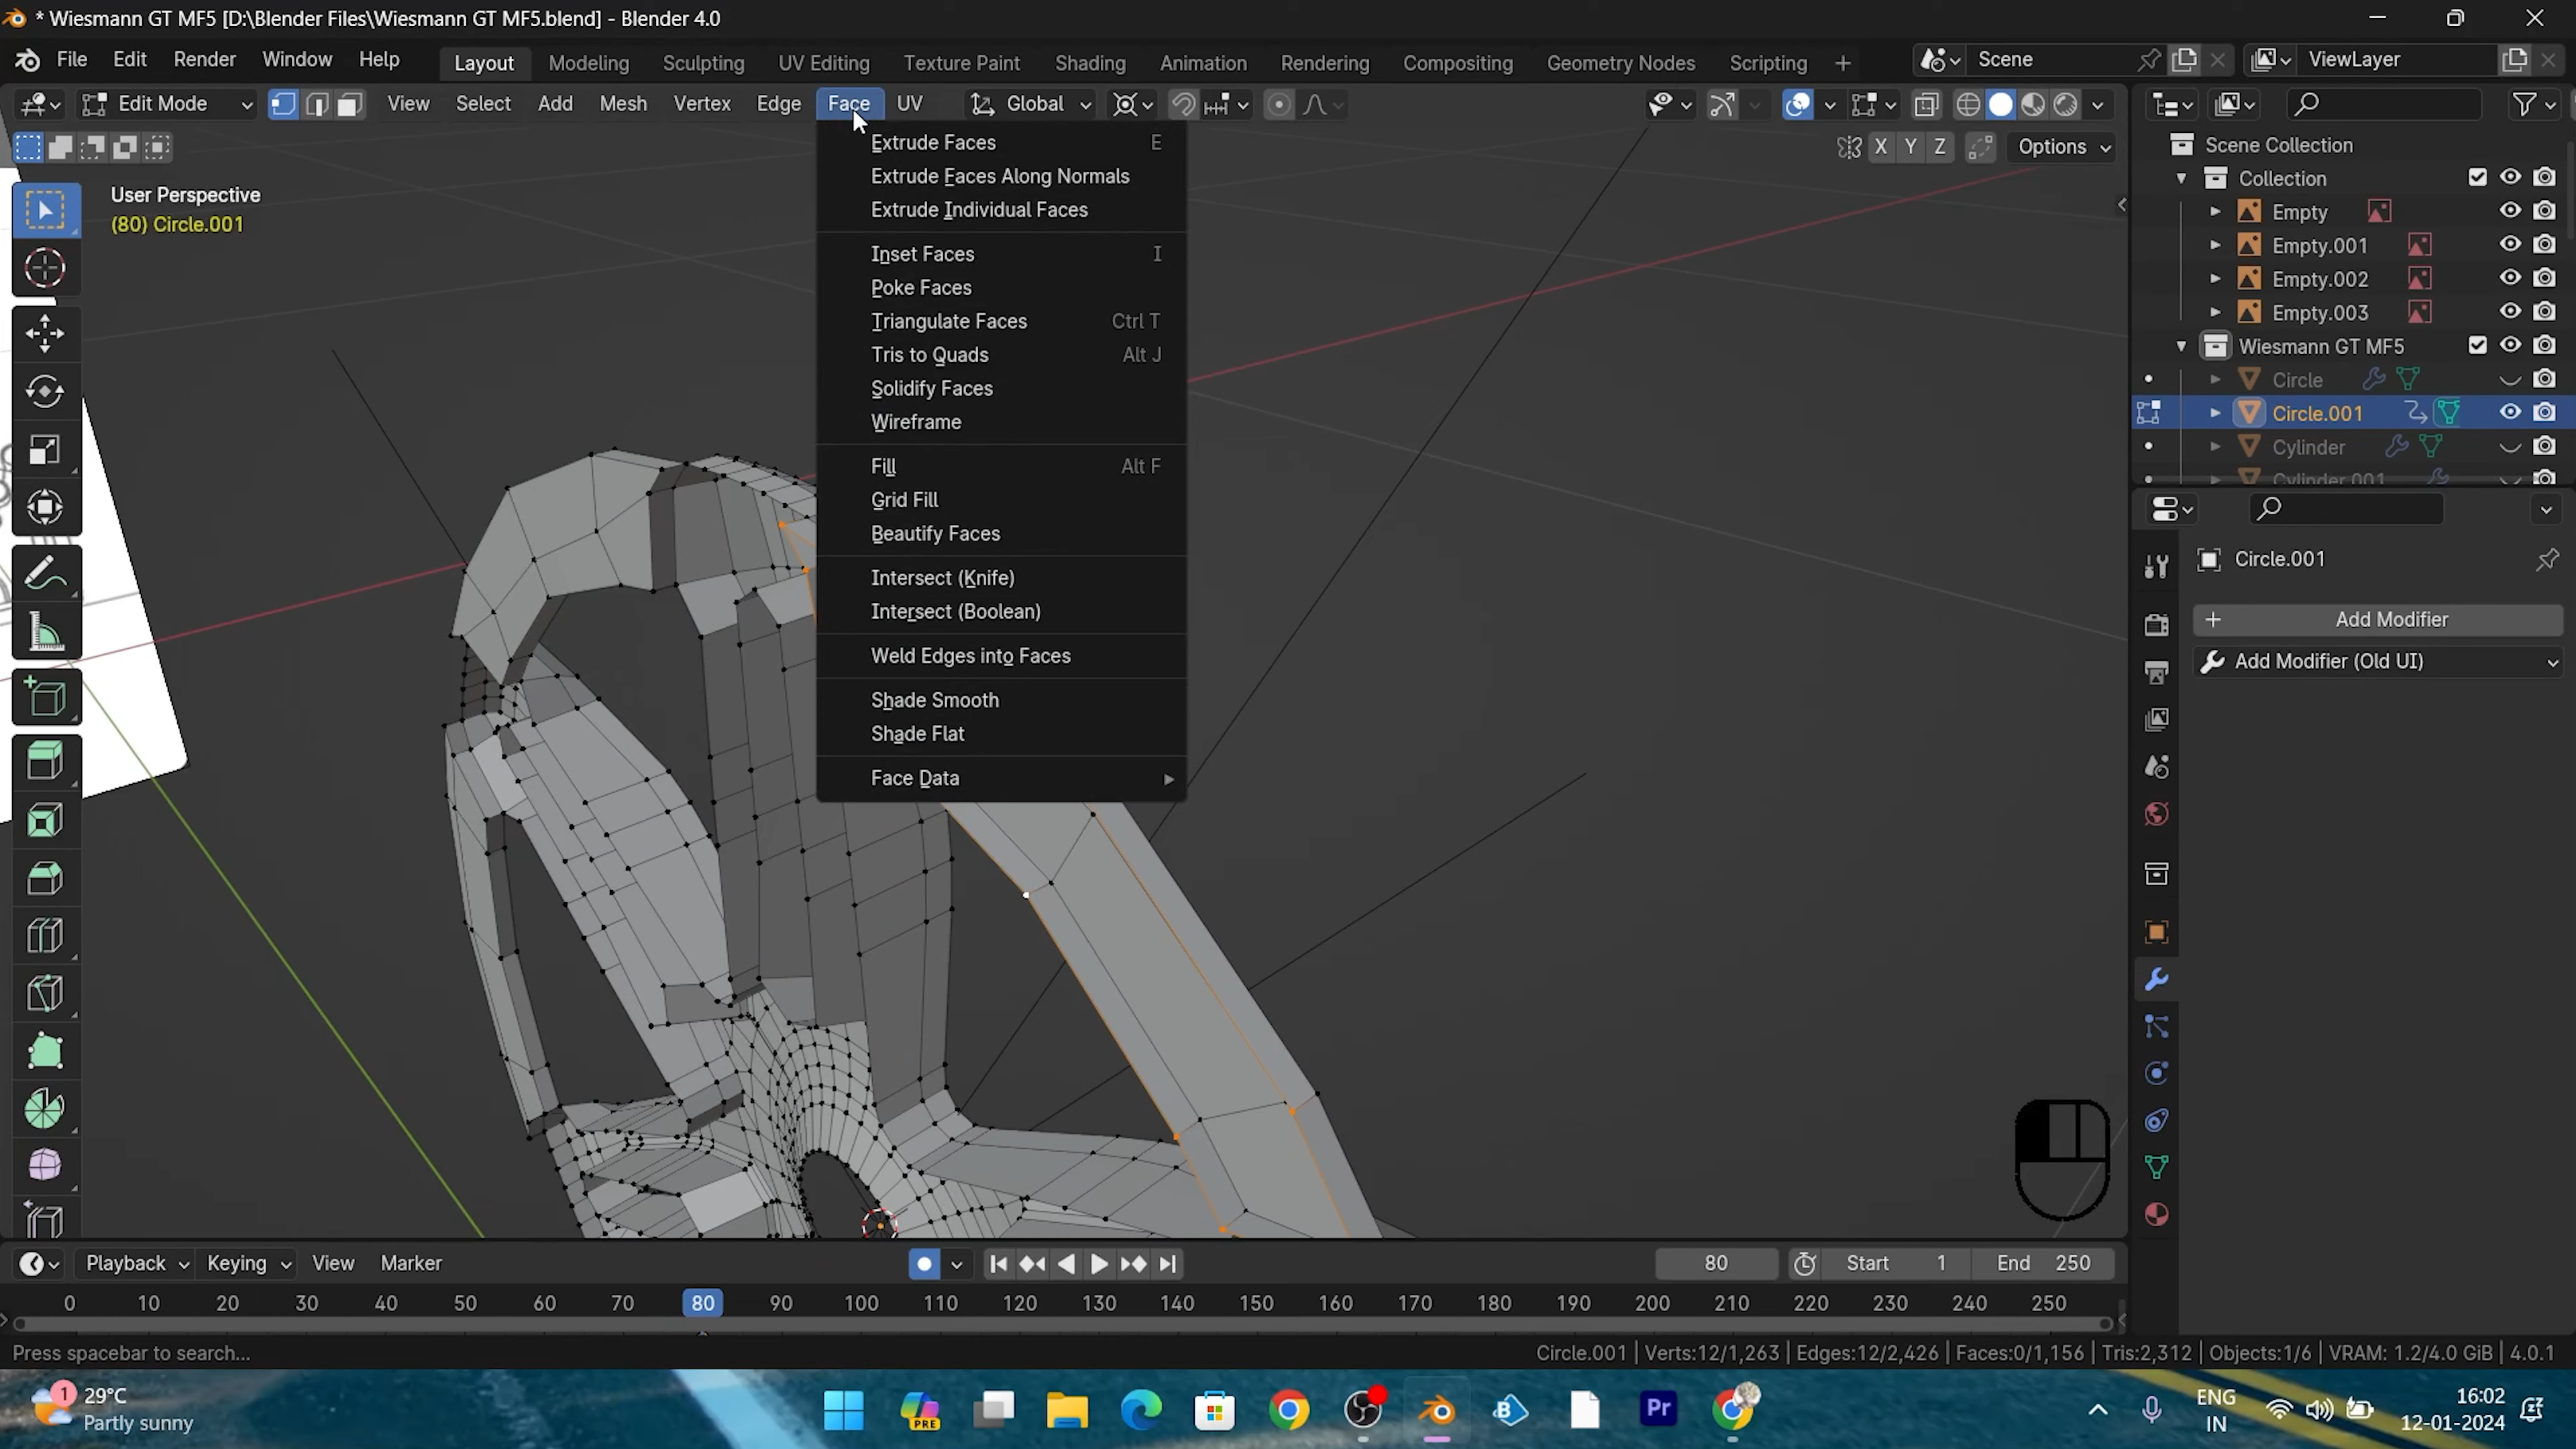 * Wiesmann GT MF5 [D:\Blender Files\Wiesmann GT MF5.blend] - Blender 4.0
File Edit Render Window Help Layout Modeling Sculpting UV Editing Texture Paint Shading Animation Rendering Compositing Geometry Nodes Scripting + Scene ViewLayer
Edit Mode View Select Add Mesh Vertex Edge Face UV Global
X Y Z Options
User Perspective
(80) Circle.001
Extrude Faces E
Extrude Faces Along Normals
Extrude Individual Faces
Inset Faces I
Poke Faces
Triangulate Faces Ctrl T
Tris to Quads Alt J
Solidify Faces
Wireframe
Fill Alt F
Grid Fill
Beautify Faces
Intersect (Knife)
Intersect (Boolean)
Weld Edges into Faces
Shade Smooth
Shade Flat
Face Data
Scene Collection
Collection
Empty
Empty.001
Empty.002
Empty.003
Wiesmann GT MF5
Circle
Circle.001
Cylinder
Cylinder.001
Circle.001
+ Add Modifier
Add Modifier (Old UI)
Playback Keying View Marker 80 Start 1 End 250
0 10 20 30 40 50 60 70 80 90 100 110 120 130 140 150 160 170 180 190 200 210 220 230 240 250
Press spacebar to search... Circle.001 | Verts:12/1,263 | Edges:12/2,426 | Faces:0/1,156 | Tris:2,312 | Objects:1/6 | VRAM: 1.2/4.0 GiB | 4.0.1
1 29°C
Partly sunny
PRE
B
Pr
ENG
IN
16:02
12-01-2024